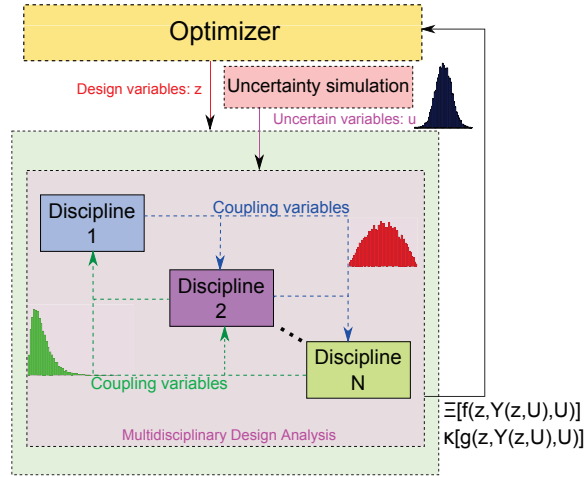 Optimizer
Design variables: z
Uncertainty simulation
Uncertain variables: u
Discipline
1
Coupling variables
Discipline
2
Discipline
N
Coupling variables
Multidisciplinary Design Analysis
Ξ[f(z,Y(z,U),U)]
κ[g(z,Y(z,U),U)]